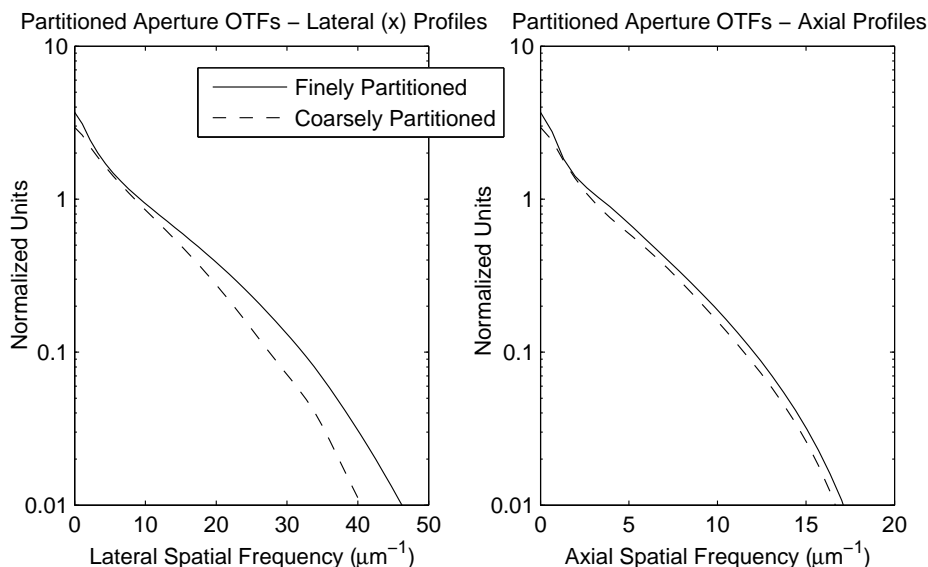 Partitioned Aperture OTFs − Lateral (x) Profiles
10
1
0.1
0.01
Normalized Units
0 10 20 30 40 50
Lateral Spatial Frequency (μm⁻¹)
Finely Partitioned
Coarsely Partitioned
Partitioned Aperture OTFs − Axial Profiles
10
1
0.1
0.01
Normalized Units
0 5 10 15 20
Axial Spatial Frequency (μm⁻¹)